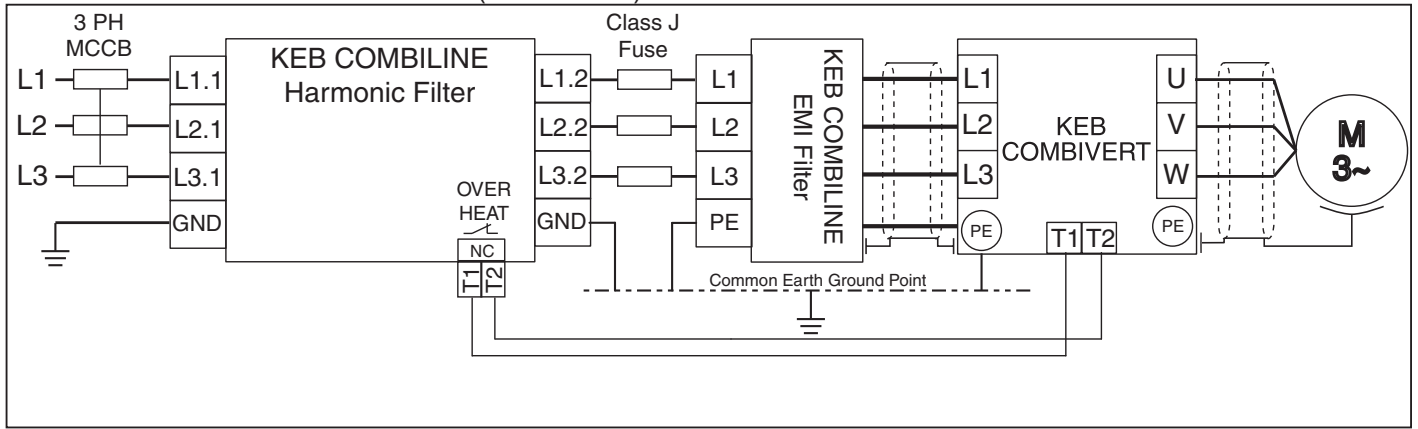 3 PH
MCCB
L1
L2
L3
L1.1
L2.1
L3.1
GND
KEB COMBILINE
Harmonic Filter
OVER
HEAT
NC
T1
T2
L1.2
L2.2
L3.2
GND
Class J
Fuse
L1
L2
L3
PE
KEB COMBILINE
EMI Filter
Common Earth Ground Point
L1
L2
L3
PE
KEB
COMBIVERT
T1
T2
U
V
W
PE
M
3~